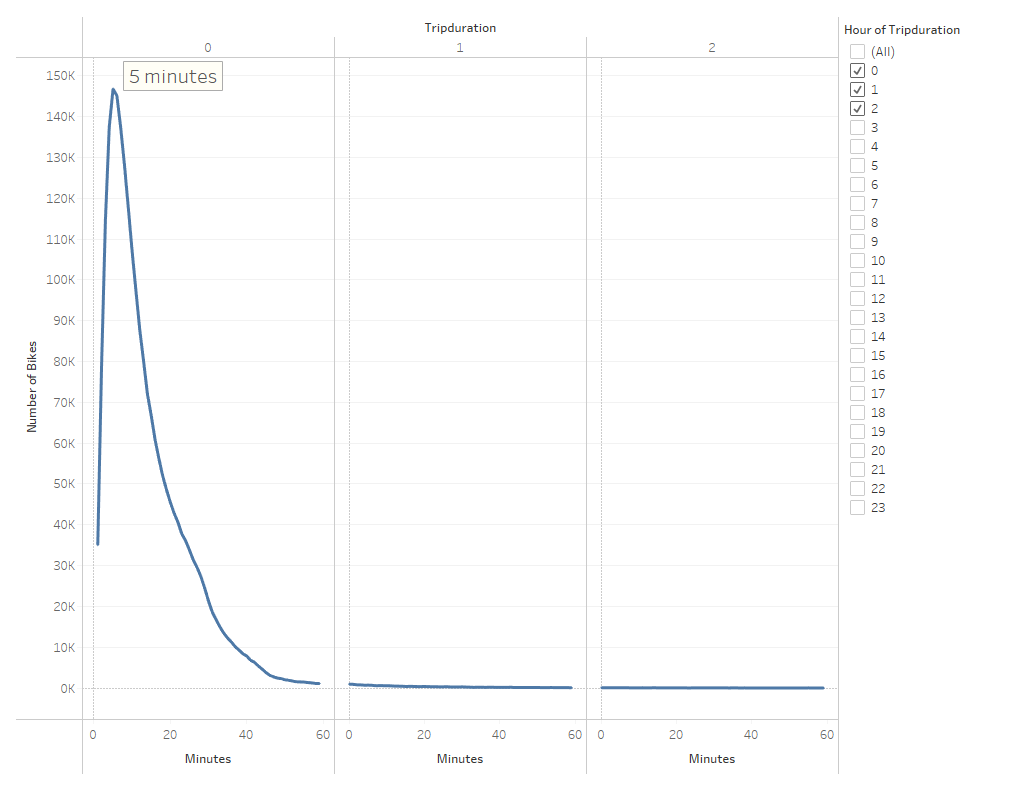 Tripduration
0 1 2
5 minutes
150K
140K
130K
120K
110K
100K
90K
80K
70K
60K
50K
40K
30K
20K
10K
0K
Number of Bikes
0 20 40 60 0 20 40 60 0 20 40 60
Minutes Minutes Minutes
Hour of Tripduration
(All)
0
1
2
3
4
5
6
7
8
9
10
11
12
13
14
15
16
17
18
19
20
21
22
23